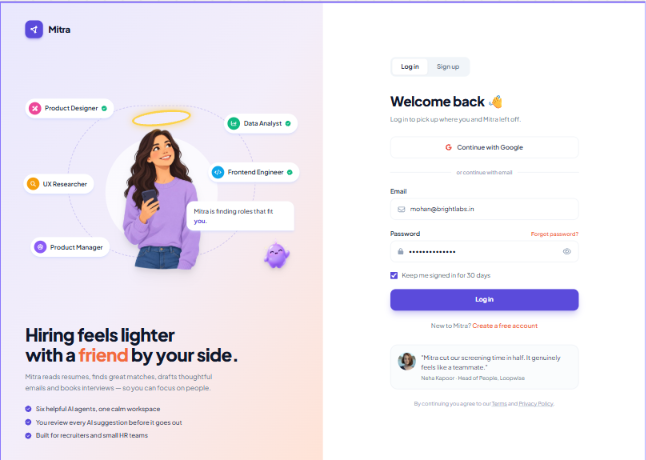 Mitra
Product Designer
Data Analyst
Frontend Engineer
UX Researcher
Mitra is finding roles that fit
you.
Product Manager
Hiring feels lighter
with a friend by your side.
Mitra reads resumes, finds great matches, drafts thoughtful
emails and books interviews — so you can focus on people.
Six helpful AI agents, one calm workspace
You review every AI suggestion before it goes out
Built for recruiters and small HR teams
Log in
Sign up
Welcome back
Log in to pick up where you and Mitra left off.
Continue with Google
or continue with email
Email
mohan@brightlabs.in
Password
Forgot password?
Keep me signed in for 30 days
Log in
New to Mitra? Create a free account
"Mitra cut our screening time in half. It genuinely
feels like a teammate."
Neha Kapoor · Head of People, Loopwise
By continuing you agree to our Terms and Privacy Policy.